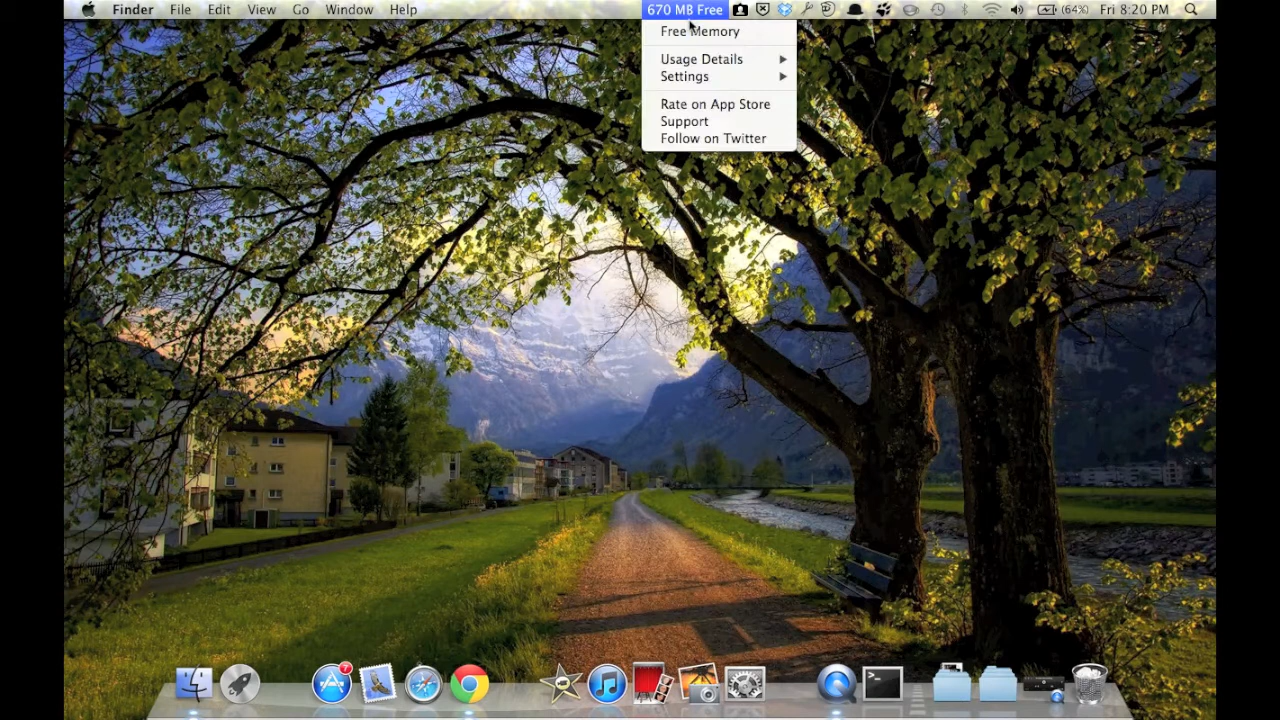 Finder File Edit View Go Window Help 670 MB Free (64%) Fri 8:20 PM
Free Memory
Usage Details
Settings
Rate on App Store
Support
Follow on Twitter
7